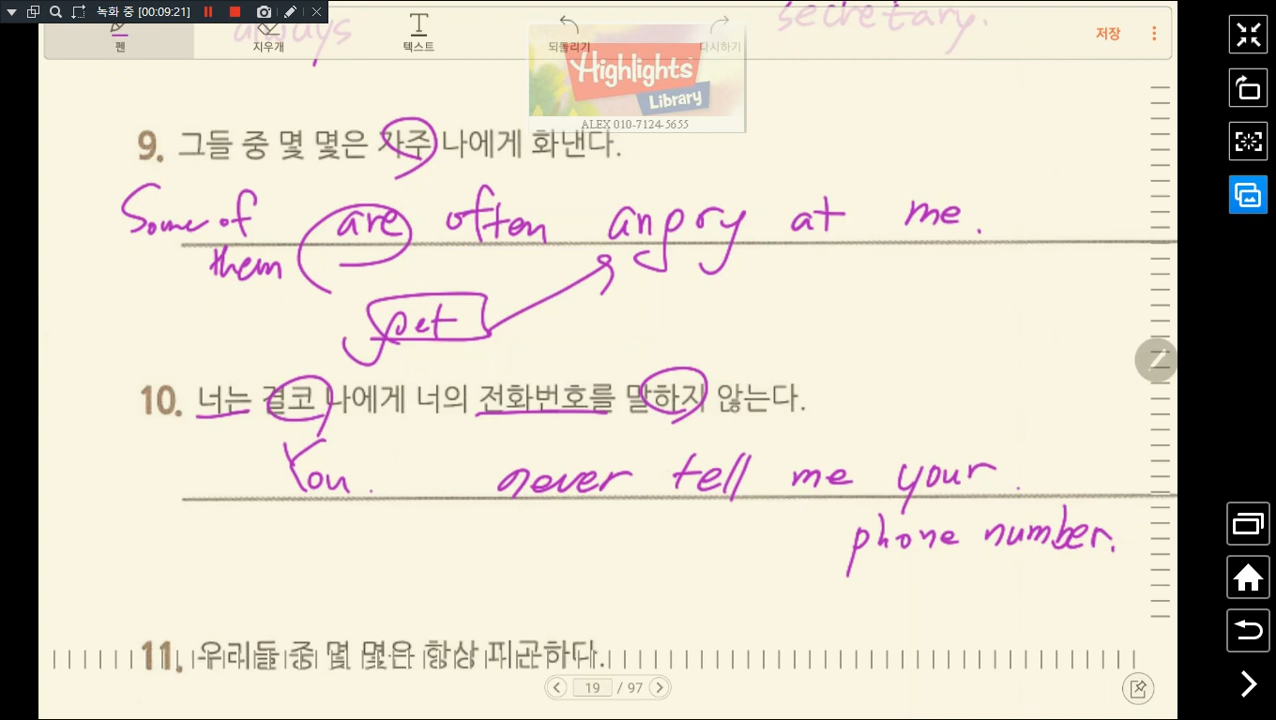 녹화 중 [00:09:21]
always
secretary.
펜
지우개
텍스트
되돌리기
다시하기
저장
Highlights
Library
ALEX 010-7124-5655
9. 그들 중 몇 몇은 자주 나에게 화낸다.
Some of are often angry at me.
them
get
10. 너는 결코 나에게 너의 전화번호를 말하지 않는다.
You never tell me your
phone number.
11. 우리들 중 몇 몇은 항상 피곤하다.
19 / 97